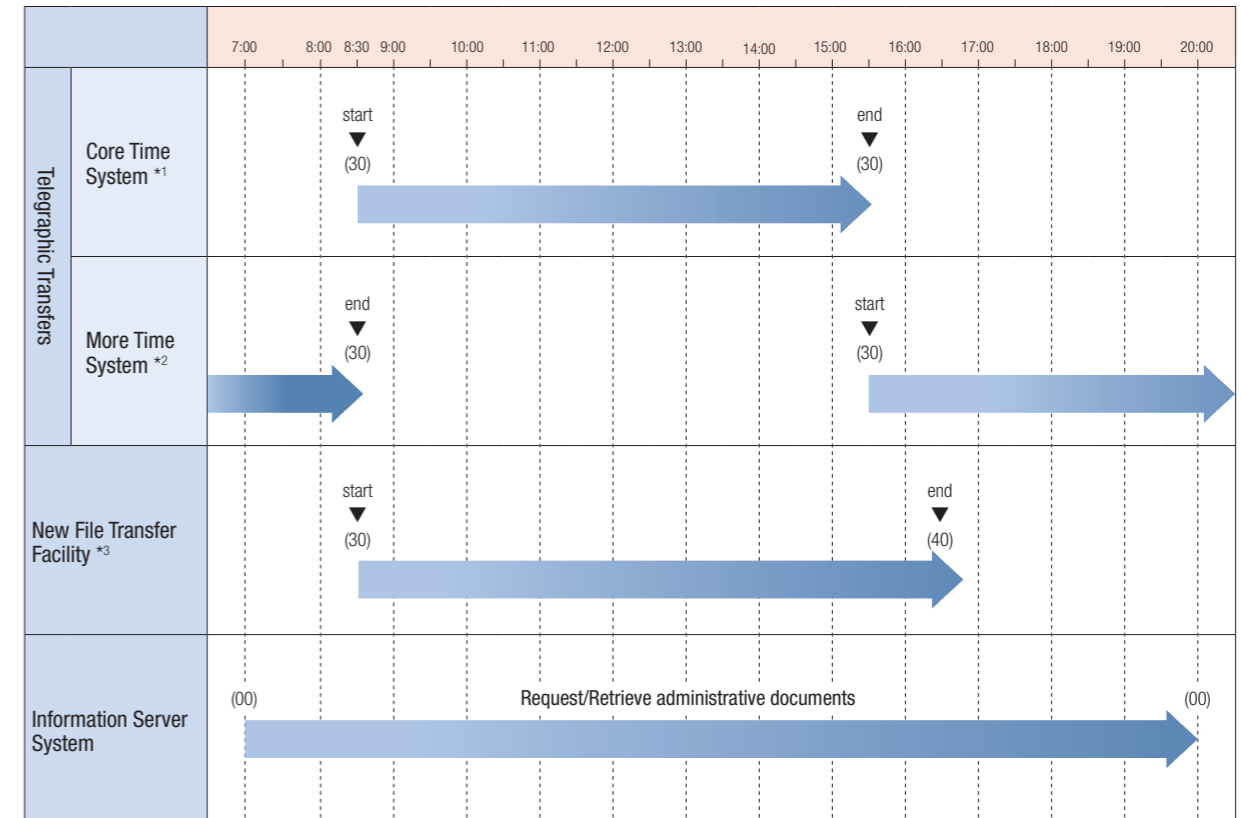 7:00 8:00 8:30 9:00 10:00 11:00 12:00 13:00 14:00 15:00 16:00 17:00 18:00 19:00 20:00
Telegraphic Transfers
Core Time
System *1
start
(30)
end
(30)
More Time
System *2
end
(30)
start
(30)
New File Transfer
Facility *3
start
(30)
end
(40)
Information Server
System
(00)
Request/Retrieve administrative documents
(00)